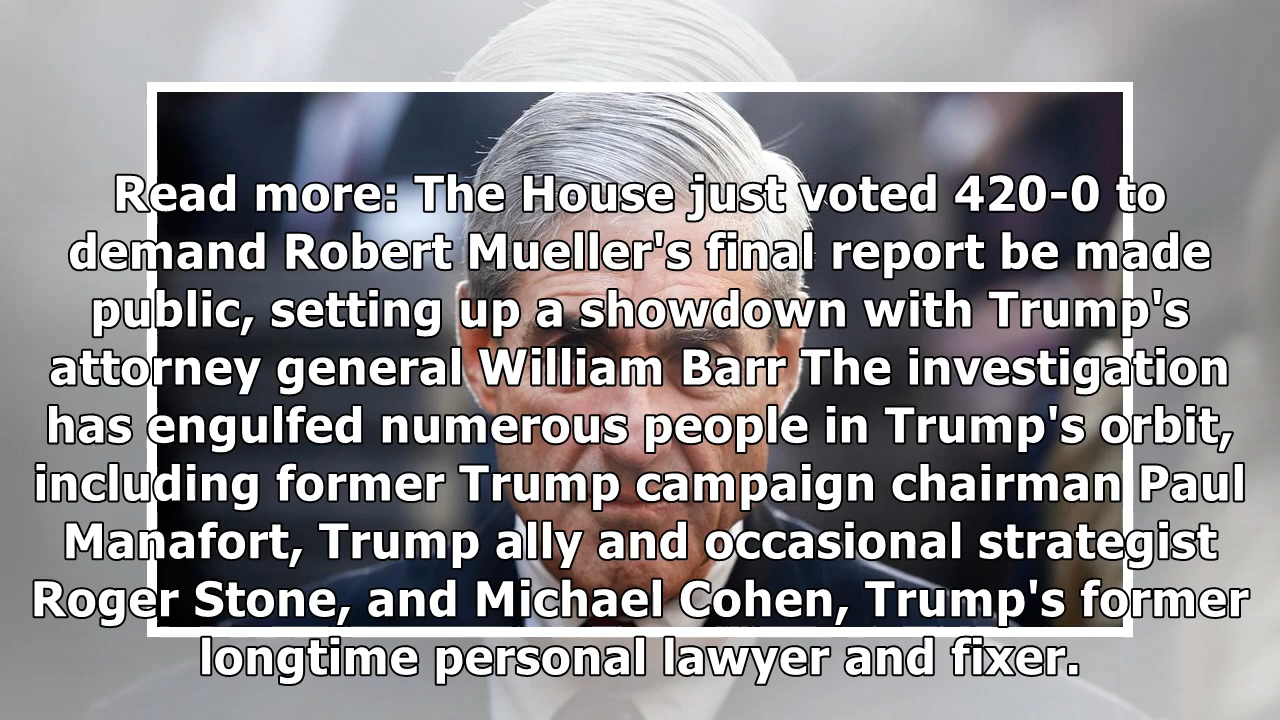 Read more: The House just voted 420-0 to
demand Robert Mueller's final report be made
public, setting up a showdown with Trump's
attorney general William Barr The investigation
has engulfed numerous people in Trump's orbit,
including former Trump campaign chairman Paul
Manafort, Trump ally and occasional strategist
Roger Stone, and Michael Cohen, Trump's former
longtime personal lawyer and fixer.